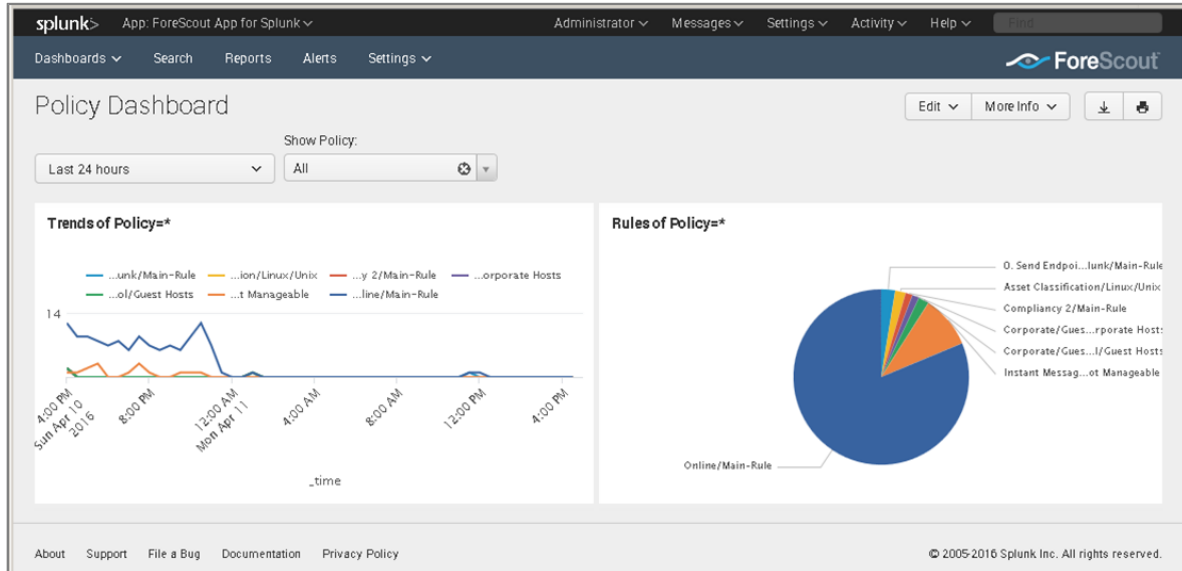 splunk> App: ForeScout App for Splunk Administrator Messages Settings Activity Help Find
Dashboards Search Reports Alerts Settings ForeScout
Policy Dashboard Edit More Info
Show Policy:
Last 24 hours All
Trends of Policy=*
...unk/Main-Rule ...ion/Linux/Unix ...y 2/Main-Rule ...orporate Hosts
...ol/Guest Hosts ...t Manageable ...line/Main-Rule
14
4:00 PM
Sun Apr 10
2016
8:00 PM
12:00 AM
Mon Apr 11
4:00 AM
8:00 AM
12:00 PM
4:00 PM
_time
Rules of Policy=*
0. Send Endpoi...lunk/Main-Rule
Asset Classification/Linux/Unix
Compliancy 2/Main-Rule
Corporate/Gues...rporate Hosts
Corporate/Gues...l/Guest Hosts
Instant Messag...ot Manageable
Online/Main-Rule
About Support File a Bug Documentation Privacy Policy © 2005-2016 Splunk Inc. All rights reserved.